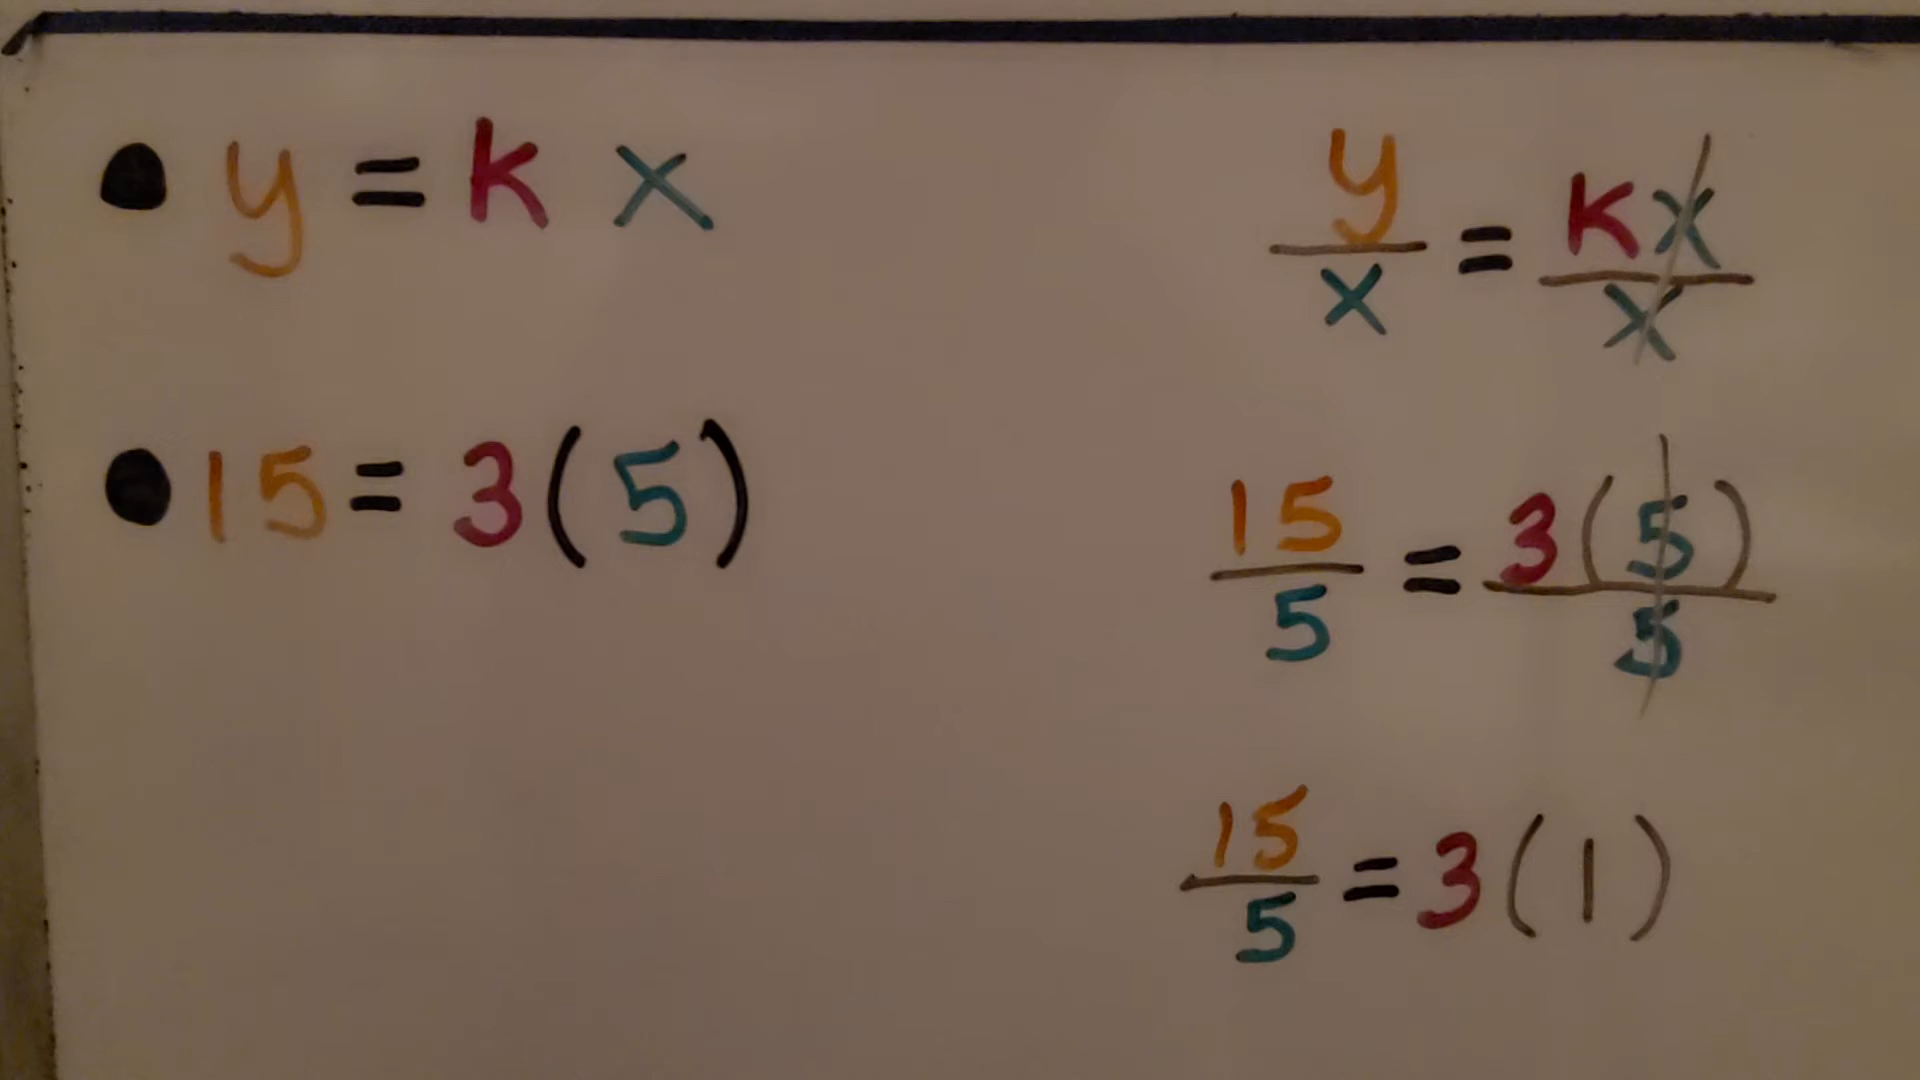 • y = k x
y/x = kx/x
• 15 = 3(5)
15/5 = 3(5)/5
15/5 = 3(1)